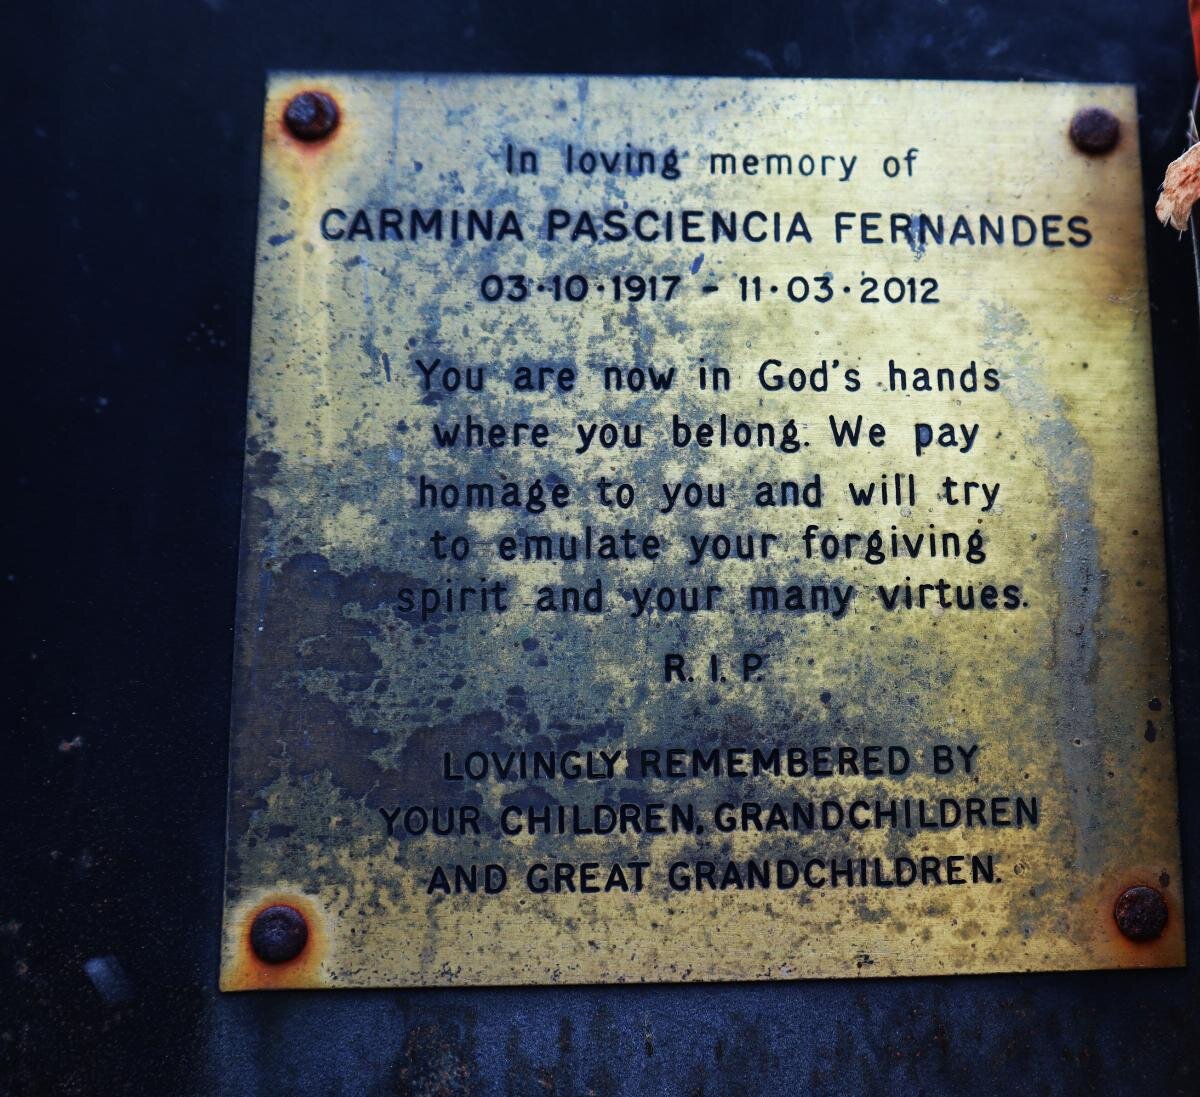 In loving memory of
CARMINA PASCIENCIA FERNANDES
03·10·1917 - 11·03·2012
You are now in God's hands
where you belong. We pay
homage to you and will try
to emulate your forgiving
spirit and your many virtues.
R. I. P.
LOVINGLY REMEMBERED BY
YOUR CHILDREN, GRANDCHILDREN
AND GREAT GRANDCHILDREN.